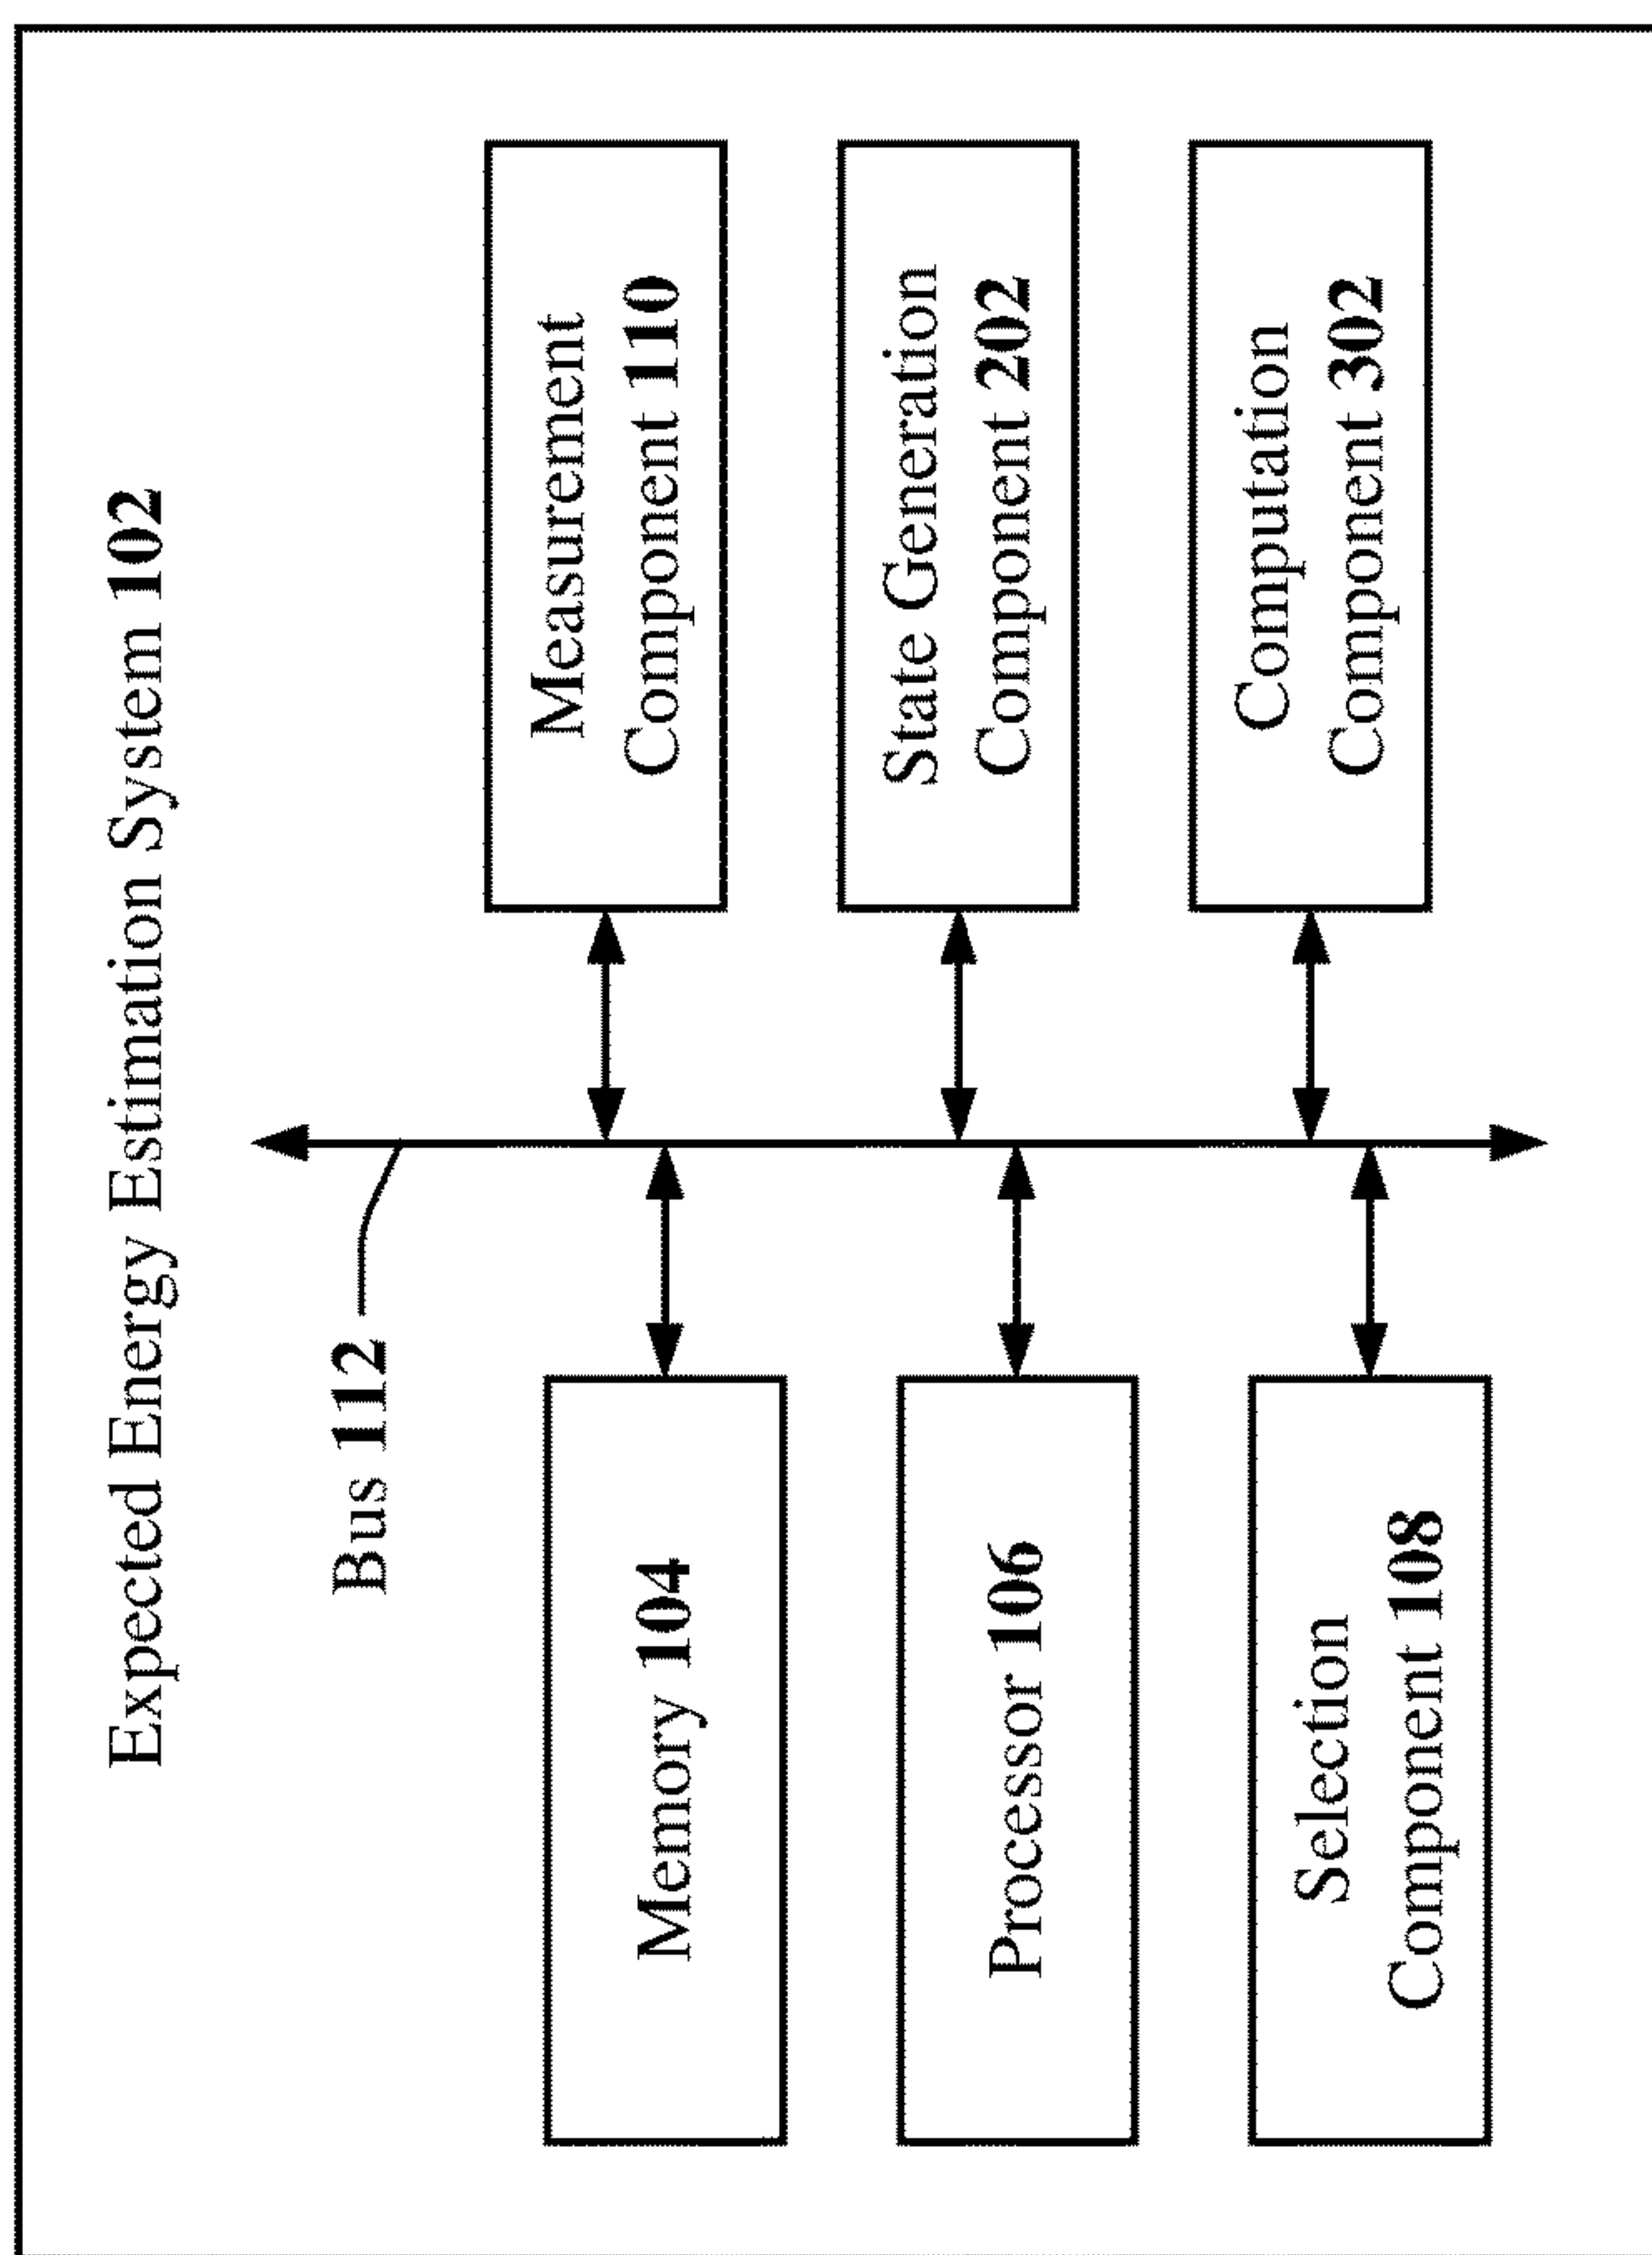 Expected Energy Estimation System 102
Bus 112
Memory 104
Measurement
Component 110
Processor 106
State Generation
Component 202
Selection
Component 108
Computation
Component 302